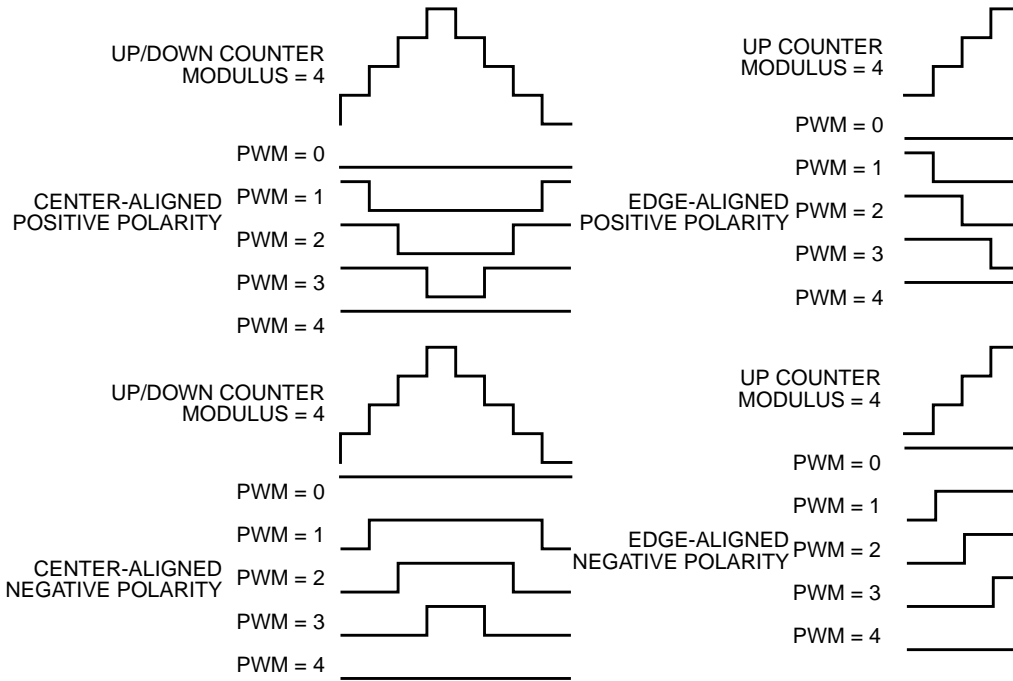 UP/DOWN COUNTER
MODULUS = 4
PWM = 0
CENTER-ALIGNED
POSITIVE POLARITY
PWM = 1
PWM = 2
PWM = 3
PWM = 4
UP COUNTER
MODULUS = 4
PWM = 0
PWM = 1
EDGE-ALIGNED
POSITIVE POLARITY
PWM = 2
PWM = 3
PWM = 4
UP/DOWN COUNTER
MODULUS = 4
PWM = 0
PWM = 1
CENTER-ALIGNED
NEGATIVE POLARITY
PWM = 2
PWM = 3
PWM = 4
UP COUNTER
MODULUS = 4
PWM = 0
PWM = 1
EDGE-ALIGNED
NEGATIVE POLARITY
PWM = 2
PWM = 3
PWM = 4